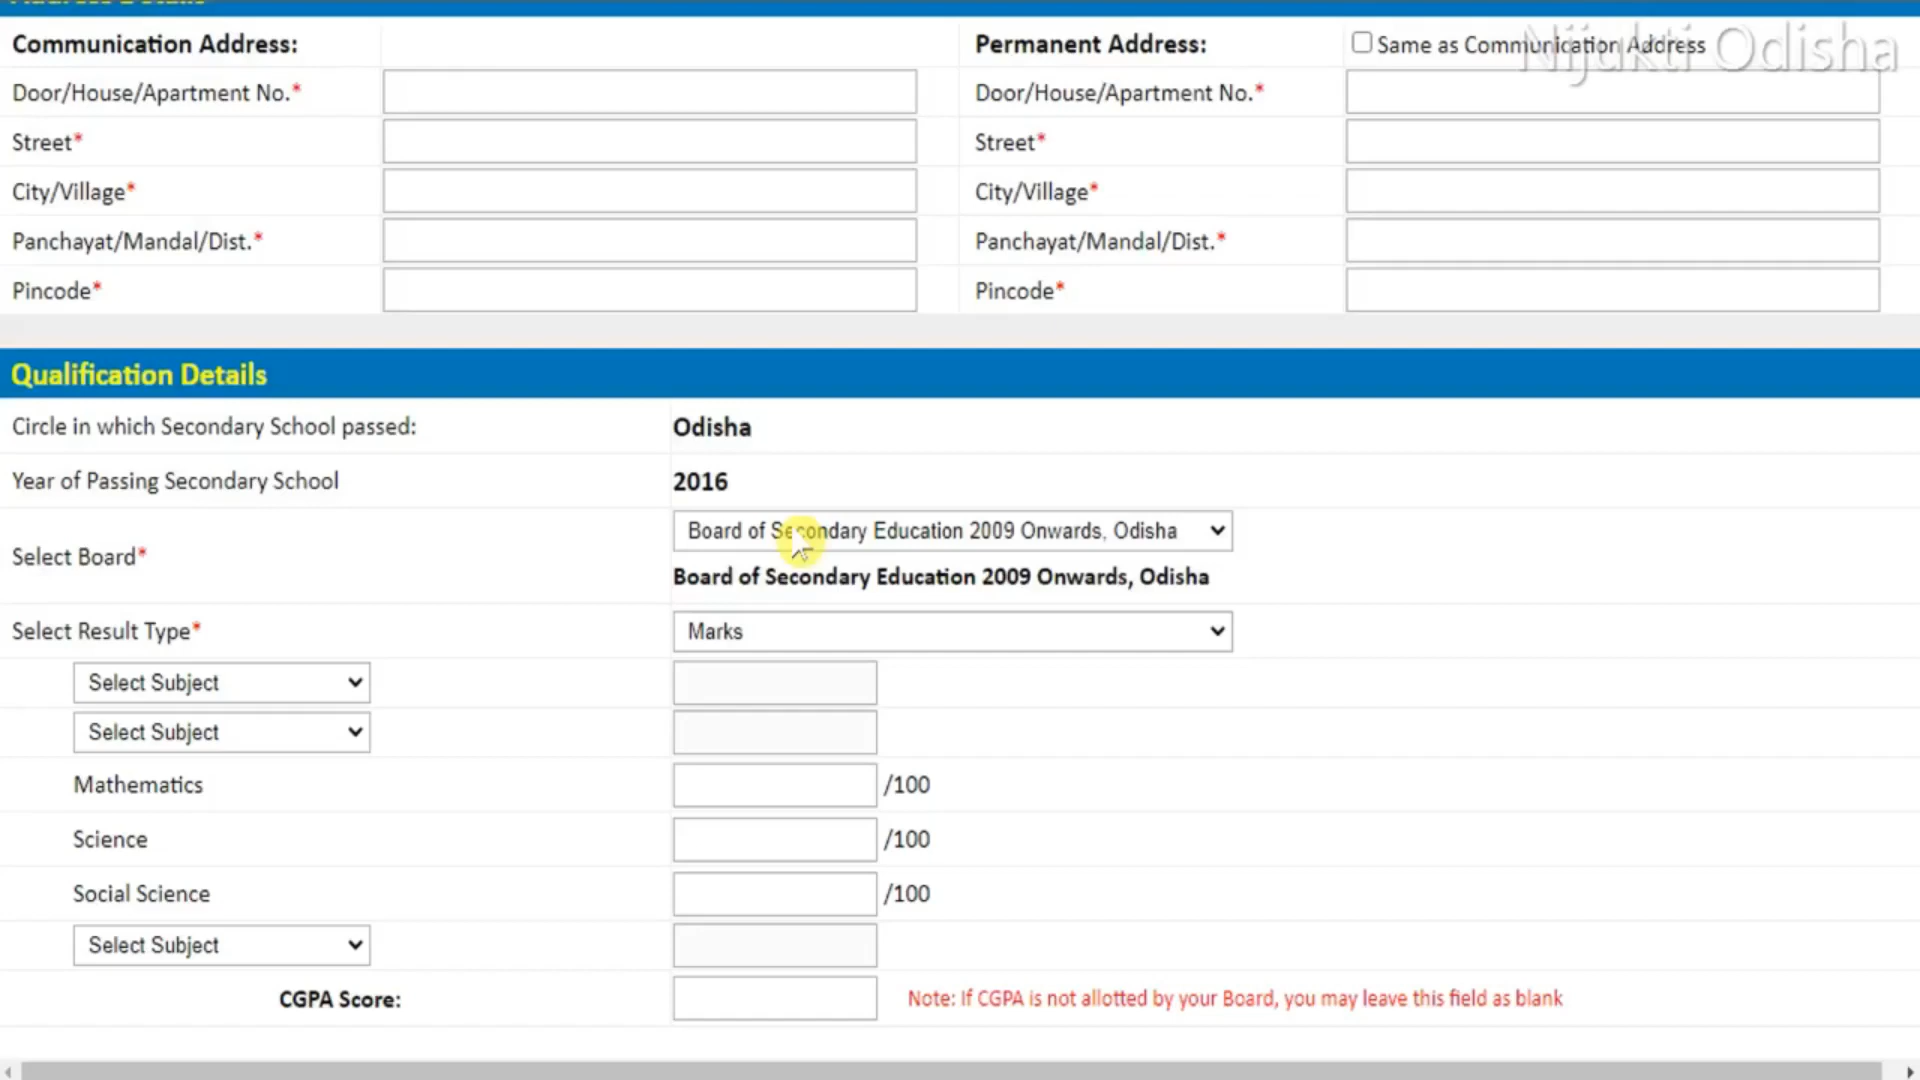 Nijukti Odisha
Communication Address: Permanent Address: Same as Communication Address
Door/House/Apartment No.* Door/House/Apartment No.*
Street* Street*
City/Village* City/Village*
Panchayat/Mandal/Dist.* Panchayat/Mandal/Dist.*
Pincode* Pincode*
Qualification Details
Circle in which Secondary School passed: Odisha
Year of Passing Secondary School 2016
Select Board* Board of Secondary Education 2009 Onwards, Odisha
Board of Secondary Education 2009 Onwards, Odisha
Select Result Type* Marks
Select Subject
Select Subject
Mathematics /100
Science /100
Social Science /100
Select Subject
CGPA Score: Note: If CGPA is not allotted by your Board, you may leave this field as blank